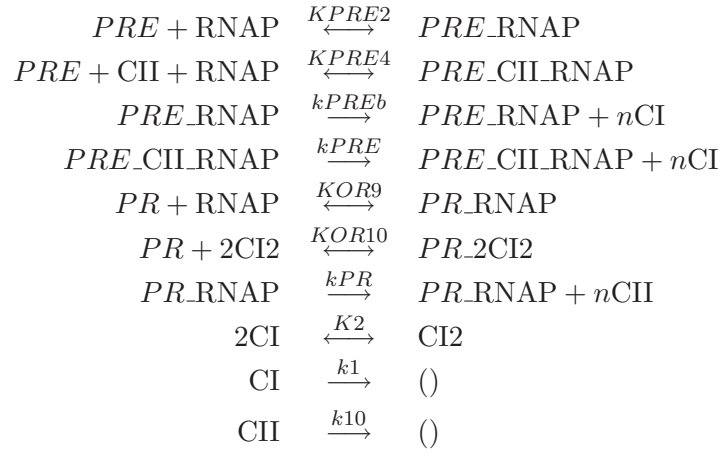 PRE + RNAP <-KPRE2-> PRE_RNAP
PRE + CII + RNAP <-KPRE4-> PRE_CII_RNAP
PRE_RNAP -kPREb-> PRE_RNAP + nCI
PRE_CII_RNAP -kPRE-> PRE_CII_RNAP + nCI
PR + RNAP <-KOR9-> PR_RNAP
PR + 2CI2 <-KOR10-> PR_2CI2
PR_RNAP -kPR-> PR_RNAP + nCII
2CI <-K2-> CI2
CI -k1-> ()
CII -k10-> ()